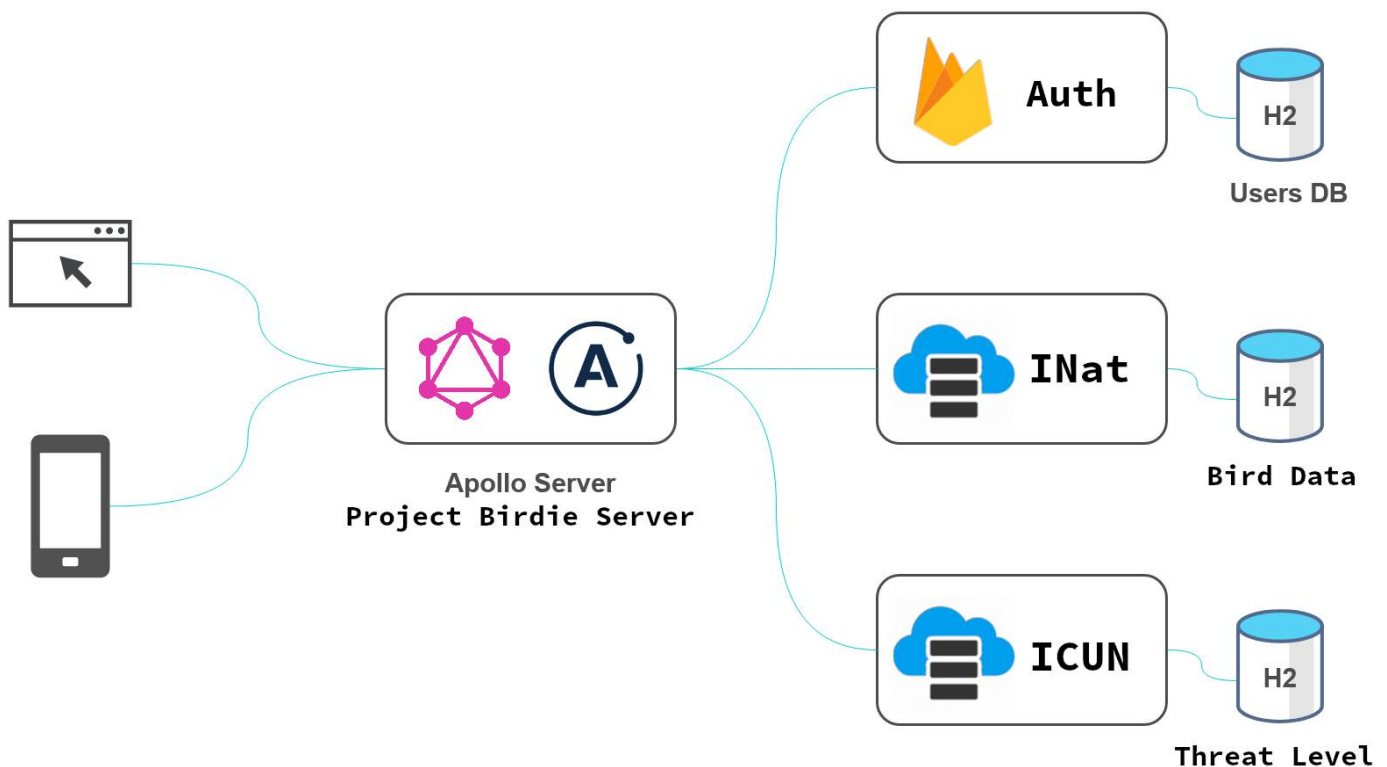 Auth
H2
Users DB
A
Apollo Server
Project Birdie Server
INat
H2
Bird Data
ICUN
H2
Threat Level